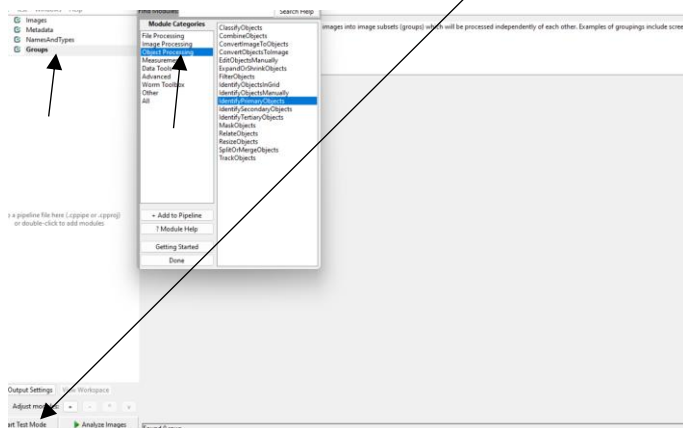 Search Help
Images
Metadata
NamesAndTypes
Groups
Module Categories
File Processing
Image Processing
Object Processing
Measurement
Data Tools
Advanced
Worm Toolbox
Other
All
ClassifyObjects
CombineObjects
ConvertImageToObjects
ConvertObjectsToImage
EditObjectsManually
ExpandOrShrinkObjects
FilterObjects
IdentifyObjectsInGrid
IdentifyObjectsManually
IdentifyPrimaryObjects
IdentifySecondaryObjects
IdentifyTertiaryObjects
MaskObjects
RelateObjects
ResizeObjects
SplitOrMergeObjects
TrackObjects
images into image subsets (groups) which will be processed independently of each other. Examples of groupings include scree
a pipeline file here (.cppipe or .cpproj)
or double-click to add modules
+ Add to Pipeline
? Module Help
Getting Started
Done
Output Settings View Workspace
Adjust modules: + - ^ v
art Test Mode Analyze Images